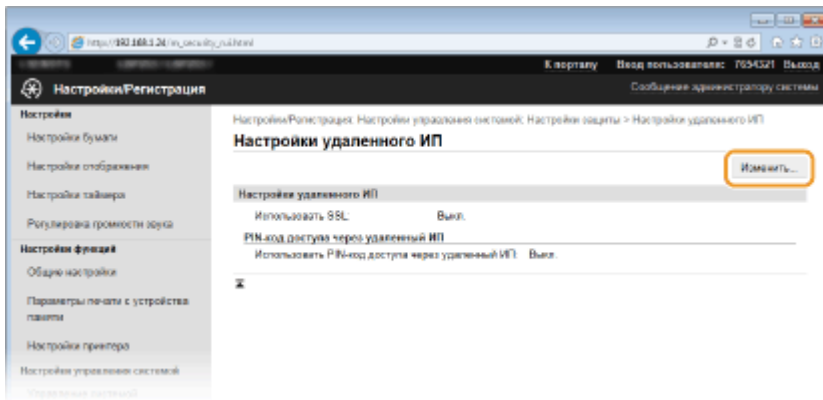 http://192.168.1.24/m_security_rui.html
К порталу Вход пользователя: 7654321 Выход
Настройки/Регистрация Сообщение администратору системы
Настройки
Настройки бумаги
Настройки отображения
Настройки таймера
Регулировка громкости звука
Настройки функций
Общие настройки
Параметры печати с устройства
памяти
Настройки принтера
Настройки управления системой
Управление системой
Настройки/Регистрация: Настройки управления системой: Настройки защиты > Настройки удаленного ИП
Настройки удаленного ИП
Изменить...
Настройки удаленного ИП
Использовать SSL: Выкл.
PIN-код доступа через удаленный ИП
Использовать PIN-код доступа через удаленный ИП: Выкл.